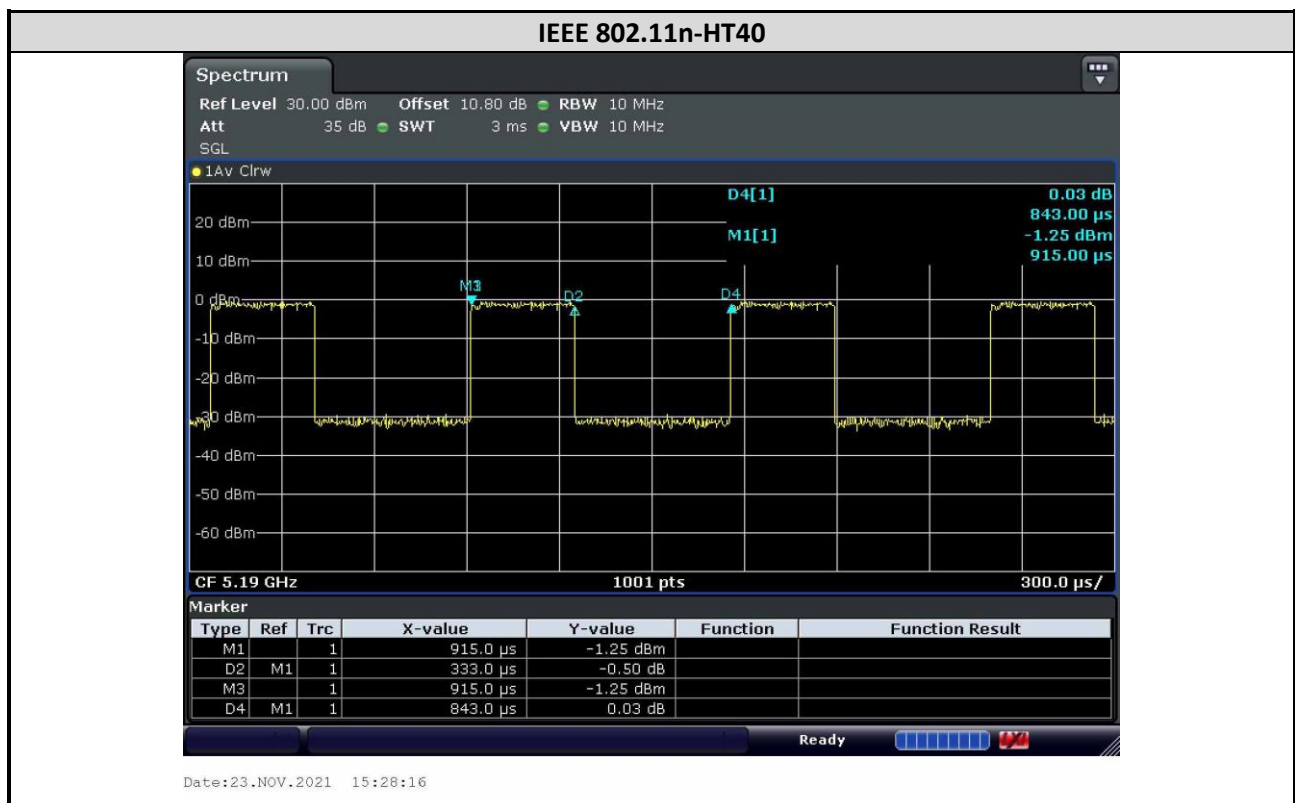 IEEE 802.11n-HT40
Spectrum
Ref Level 30.00 dBm Offset 10.80 dB RBW 10 MHz
Att 35 dB SWT 3 ms VBW 10 MHz
SGL
1Av Clrw
D4[1] 0.03 dB
843.00 µs
M1[1] -1.25 dBm
915.00 µs
20 dBm
10 dBm
M3
D2
D4
0 dBm
-10 dBm
-20 dBm
-30 dBm
-40 dBm
-50 dBm
-60 dBm
CF 5.19 GHz 1001 pts 300.0 µs/
Marker
Type Ref Trc X-value Y-value Function Function Result
M1 1 915.0 µs -1.25 dBm
D2 M1 1 333.0 µs -0.50 dB
M3 1 915.0 µs -1.25 dBm
D4 M1 1 843.0 µs 0.03 dB
Ready
Date:23.NOV.2021 15:28:16